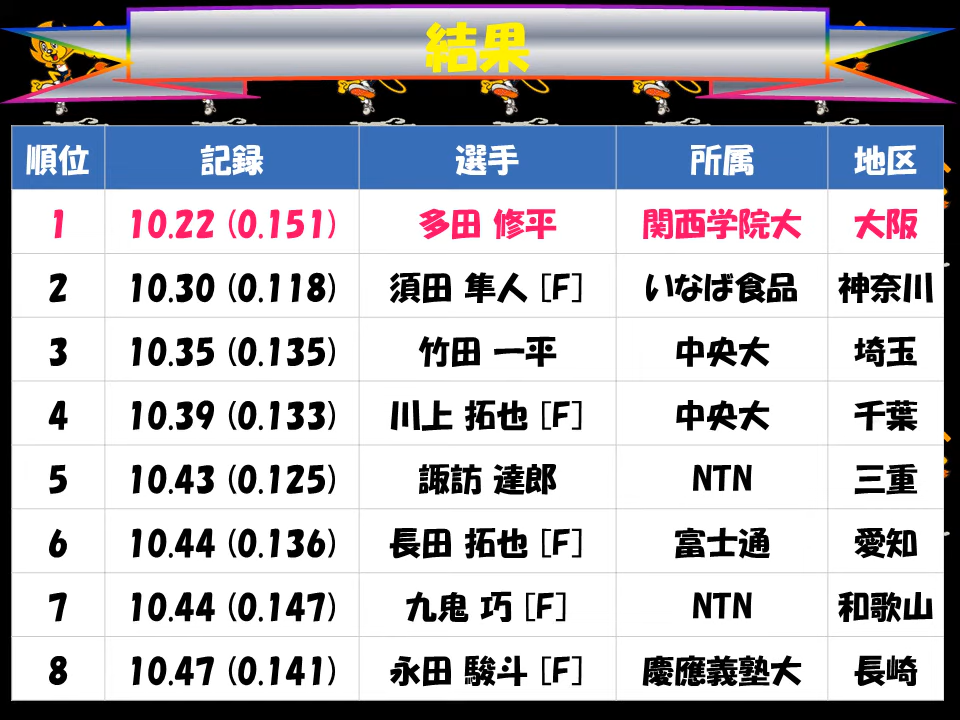 結果
順位 記録 選手 所属 地区
1 10.22 (0.151) 多田 修平 関西学院大 大阪
2 10.30 (0.118) 須田 隼人 [F] いなば食品 神奈川
3 10.35 (0.135) 竹田 一平 中央大 埼玉
4 10.39 (0.133) 川上 拓也 [F] 中央大 千葉
5 10.43 (0.125) 諏訪 達郎 NTN 三重
6 10.44 (0.136) 長田 拓也 [F] 富士通 愛知
7 10.44 (0.147) 九鬼 巧 [F] NTN 和歌山
8 10.47 (0.141) 永田 駿斗 [F] 慶應義塾大 長崎